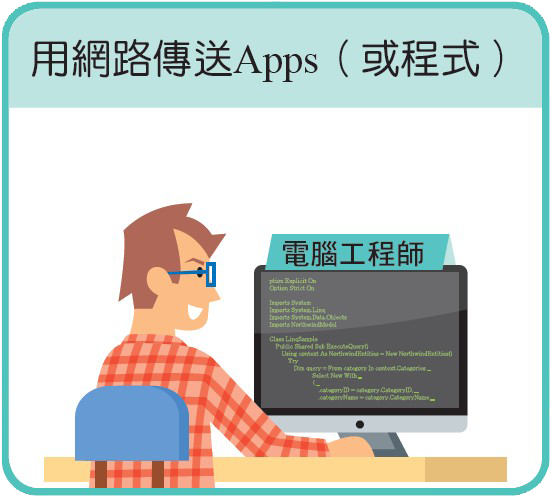 用網路傳送Apps（或程式）
電腦工程師
ption Explicit On
Option Strict On
Imports System
Imports System.Linq
Imports System.Data.Objects
Imports NorthwindModel
Class LinqSample
Public Shared Sub ExecuteQuery()
Using context As NorthwindEntities = New NorthwindEntities()
Try
Dim query = From category In context.Categories _
Select New With _
{ _
.categoryID = category.CategoryID, _
.categoryName = category.CategoryName _